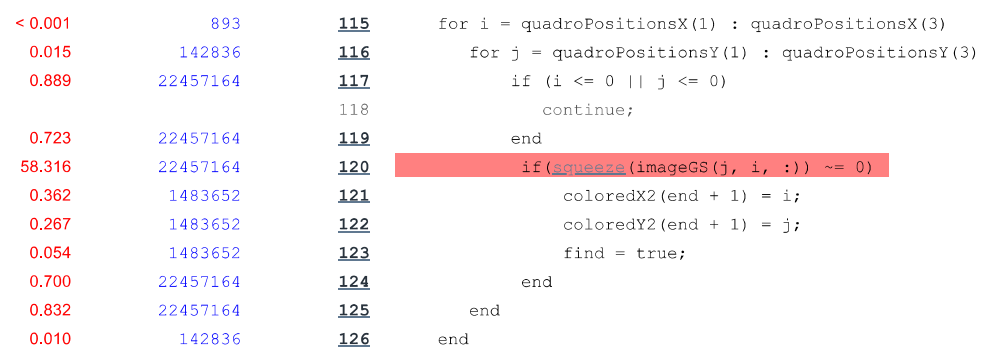 < 0.001 893 115 for i = quadroPositionsX(1) : quadroPositionsX(3)
0.015 142836 116 for j = quadroPositionsY(1) : quadroPositionsY(3)
0.889 22457164 117 if (i <= 0 || j <= 0)
118 continue;
0.723 22457164 119 end
58.316 22457164 120 if(squeeze(imageGS(j, i, :)) ~= 0)
0.362 1483652 121 coloredX2(end + 1) = i;
0.267 1483652 122 coloredY2(end + 1) = j;
0.054 1483652 123 find = true;
0.700 22457164 124 end
0.832 22457164 125 end
0.010 142836 126 end